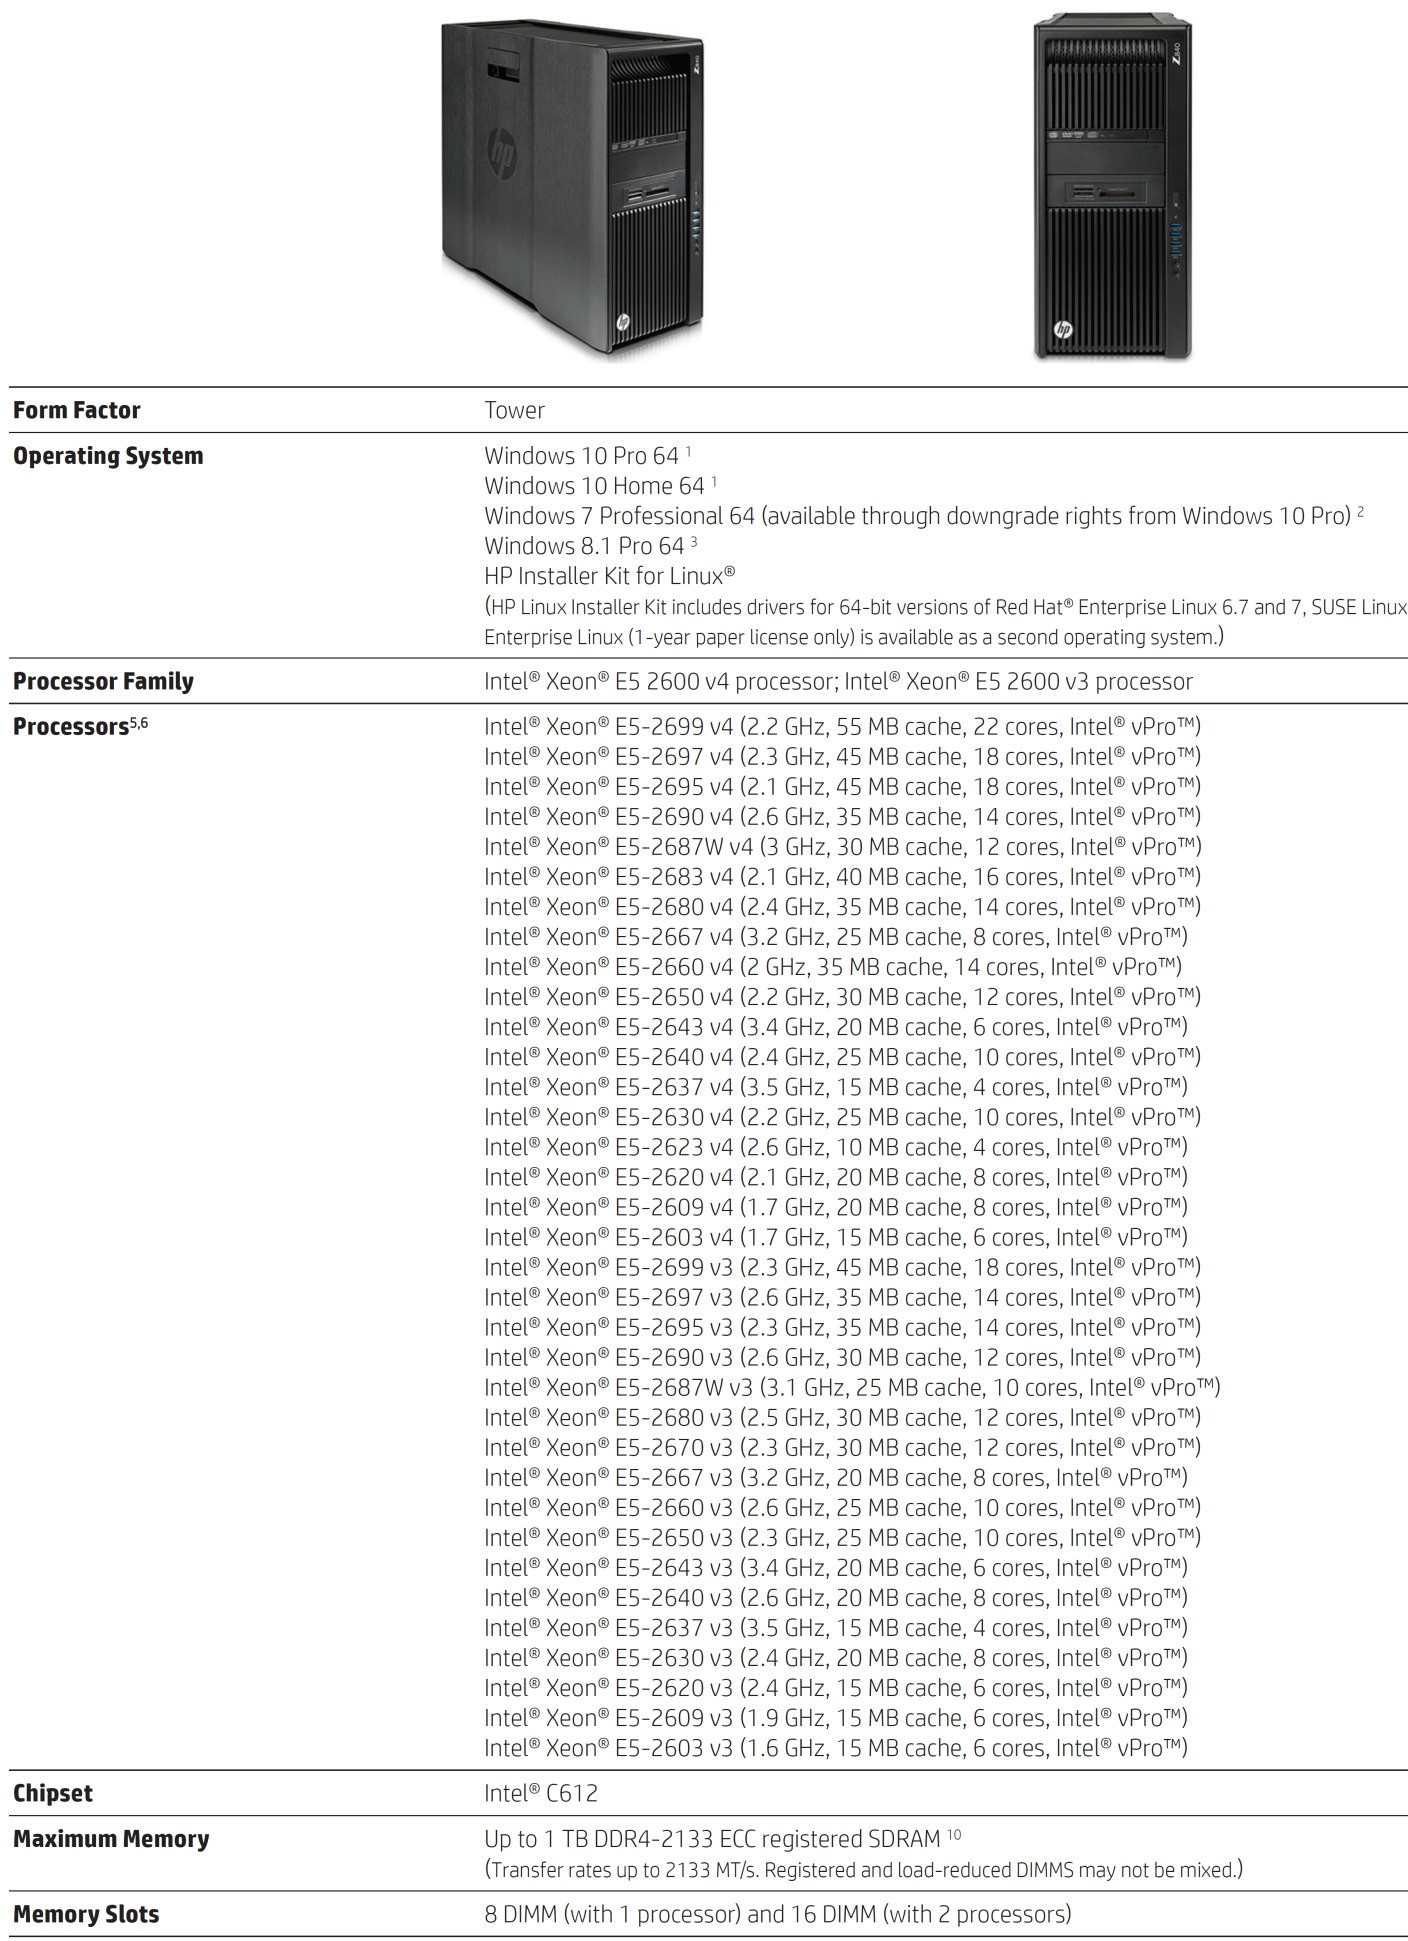 hp
Z840
hp
Z840
hp
Form Factor
Tower
Operating System
Windows 10 Pro 64 1
Windows 10 Home 64 1
Windows 7 Professional 64 (available through downgrade rights from Windows 10 Pro) 2
Windows 8.1 Pro 64 3
HP Installer Kit for Linux®
(HP Linux Installer Kit includes drivers for 64-bit versions of Red Hat® Enterprise Linux 6.7 and 7, SUSE Linux
Enterprise Linux (1-year paper license only) is available as a second operating system.)
Processor Family
Intel® Xeon® E5 2600 v4 processor; Intel® Xeon® E5 2600 v3 processor
Processors5,6
Intel® Xeon® E5-2699 v4 (2.2 GHz, 55 MB cache, 22 cores, Intel® vPro™)
Intel® Xeon® E5-2697 v4 (2.3 GHz, 45 MB cache, 18 cores, Intel® vPro™)
Intel® Xeon® E5-2695 v4 (2.1 GHz, 45 MB cache, 18 cores, Intel® vPro™)
Intel® Xeon® E5-2690 v4 (2.6 GHz, 35 MB cache, 14 cores, Intel® vPro™)
Intel® Xeon® E5-2687W v4 (3 GHz, 30 MB cache, 12 cores, Intel® vPro™)
Intel® Xeon® E5-2683 v4 (2.1 GHz, 40 MB cache, 16 cores, Intel® vPro™)
Intel® Xeon® E5-2680 v4 (2.4 GHz, 35 MB cache, 14 cores, Intel® vPro™)
Intel® Xeon® E5-2667 v4 (3.2 GHz, 25 MB cache, 8 cores, Intel® vPro™)
Intel® Xeon® E5-2660 v4 (2 GHz, 35 MB cache, 14 cores, Intel® vPro™)
Intel® Xeon® E5-2650 v4 (2.2 GHz, 30 MB cache, 12 cores, Intel® vPro™)
Intel® Xeon® E5-2643 v4 (3.4 GHz, 20 MB cache, 6 cores, Intel® vPro™)
Intel® Xeon® E5-2640 v4 (2.4 GHz, 25 MB cache, 10 cores, Intel® vPro™)
Intel® Xeon® E5-2637 v4 (3.5 GHz, 15 MB cache, 4 cores, Intel® vPro™)
Intel® Xeon® E5-2630 v4 (2.2 GHz, 25 MB cache, 10 cores, Intel® vPro™)
Intel® Xeon® E5-2623 v4 (2.6 GHz, 10 MB cache, 4 cores, Intel® vPro™)
Intel® Xeon® E5-2620 v4 (2.1 GHz, 20 MB cache, 8 cores, Intel® vPro™)
Intel® Xeon® E5-2609 v4 (1.7 GHz, 20 MB cache, 8 cores, Intel® vPro™)
Intel® Xeon® E5-2603 v4 (1.7 GHz, 15 MB cache, 6 cores, Intel® vPro™)
Intel® Xeon® E5-2699 v3 (2.3 GHz, 45 MB cache, 18 cores, Intel® vPro™)
Intel® Xeon® E5-2697 v3 (2.6 GHz, 35 MB cache, 14 cores, Intel® vPro™)
Intel® Xeon® E5-2695 v3 (2.3 GHz, 35 MB cache, 14 cores, Intel® vPro™)
Intel® Xeon® E5-2690 v3 (2.6 GHz, 30 MB cache, 12 cores, Intel® vPro™)
Intel® Xeon® E5-2687W v3 (3.1 GHz, 25 MB cache, 10 cores, Intel® vPro™)
Intel® Xeon® E5-2680 v3 (2.5 GHz, 30 MB cache, 12 cores, Intel® vPro™)
Intel® Xeon® E5-2670 v3 (2.3 GHz, 30 MB cache, 12 cores, Intel® vPro™)
Intel® Xeon® E5-2667 v3 (3.2 GHz, 20 MB cache, 8 cores, Intel® vPro™)
Intel® Xeon® E5-2660 v3 (2.6 GHz, 25 MB cache, 10 cores, Intel® vPro™)
Intel® Xeon® E5-2650 v3 (2.3 GHz, 25 MB cache, 10 cores, Intel® vPro™)
Intel® Xeon® E5-2643 v3 (3.4 GHz, 20 MB cache, 6 cores, Intel® vPro™)
Intel® Xeon® E5-2640 v3 (2.6 GHz, 20 MB cache, 8 cores, Intel® vPro™)
Intel® Xeon® E5-2637 v3 (3.5 GHz, 15 MB cache, 4 cores, Intel® vPro™)
Intel® Xeon® E5-2630 v3 (2.4 GHz, 20 MB cache, 8 cores, Intel® vPro™)
Intel® Xeon® E5-2620 v3 (2.4 GHz, 15 MB cache, 6 cores, Intel® vPro™)
Intel® Xeon® E5-2609 v3 (1.9 GHz, 15 MB cache, 6 cores, Intel® vPro™)
Intel® Xeon® E5-2603 v3 (1.6 GHz, 15 MB cache, 6 cores, Intel® vPro™)
Chipset
Intel® C612
Maximum Memory
Up to 1 TB DDR4-2133 ECC registered SDRAM 10
(Transfer rates up to 2133 MT/s. Registered and load-reduced DIMMS may not be mixed.)
Memory Slots
8 DIMM (with 1 processor) and 16 DIMM (with 2 processors)